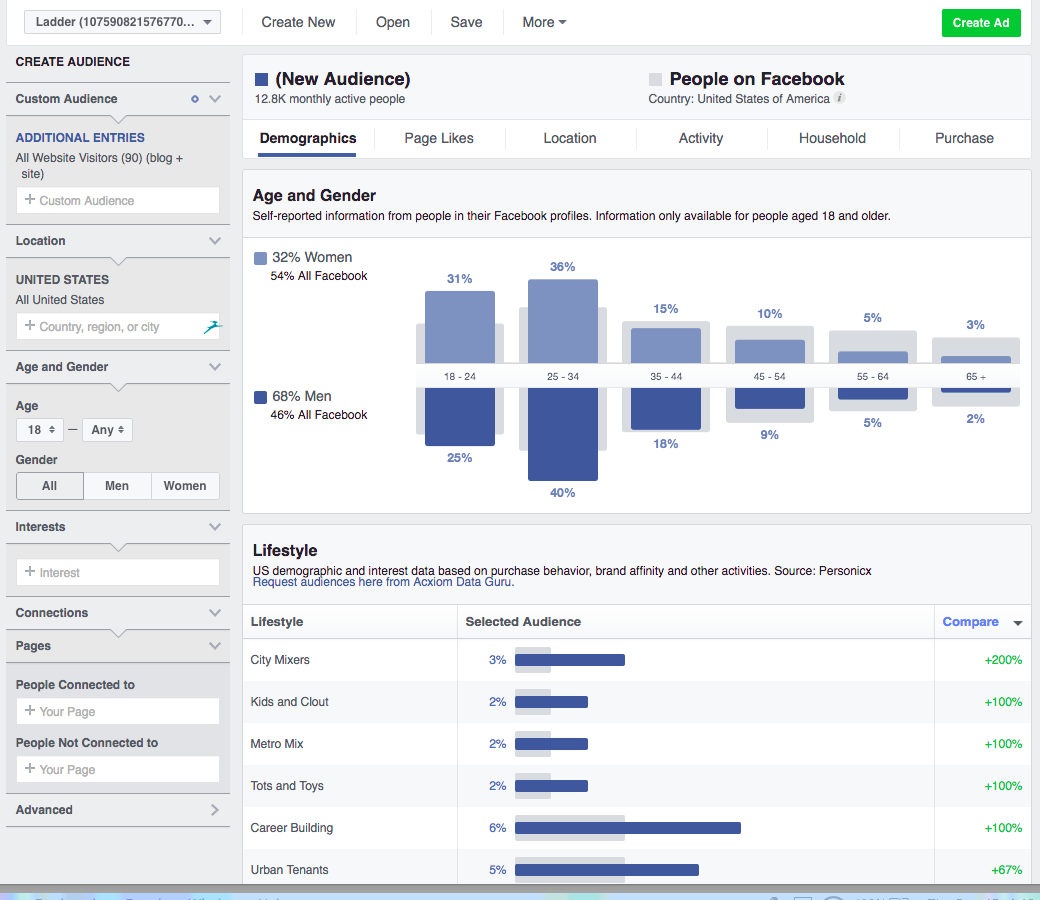 Ladder (107590821576770...
Create New
Open
Save
More
Create Ad
CREATE AUDIENCE
Custom Audience
ADDITIONAL ENTRIES
All Website Visitors (90) (blog +
site)
+ Custom Audience
Location
UNITED STATES
All United States
+ Country, region, or city
Age and Gender
Age
18 — Any
Gender
All Men Women
Interests
+ Interest
Connections
Pages
People Connected to
+ Your Page
People Not Connected to
+ Your Page
Advanced
(New Audience)
12.8K monthly active people
People on Facebook
Country: United States of America i
Demographics Page Likes Location Activity Household Purchase
Age and Gender
Self-reported information from people in their Facebook profiles. Information only available for people aged 18 and older.
32% Women
54% All Facebook
31% 36% 15% 10% 5% 3%
18 - 24 25 - 34 35 - 44 45 - 54 55 - 64 65 +
68% Men
46% All Facebook
25% 40% 18% 9% 5% 2%
Lifestyle
US demographic and interest data based on purchase behavior, brand affinity and other activities. Source: Personicx
Request audiences here from Acxiom Data Guru.
Lifestyle Selected Audience Compare
City Mixers 3% +200%
Kids and Clout 2% +100%
Metro Mix 2% +100%
Tots and Toys 2% +100%
Career Building 6% +100%
Urban Tenants 5% +67%